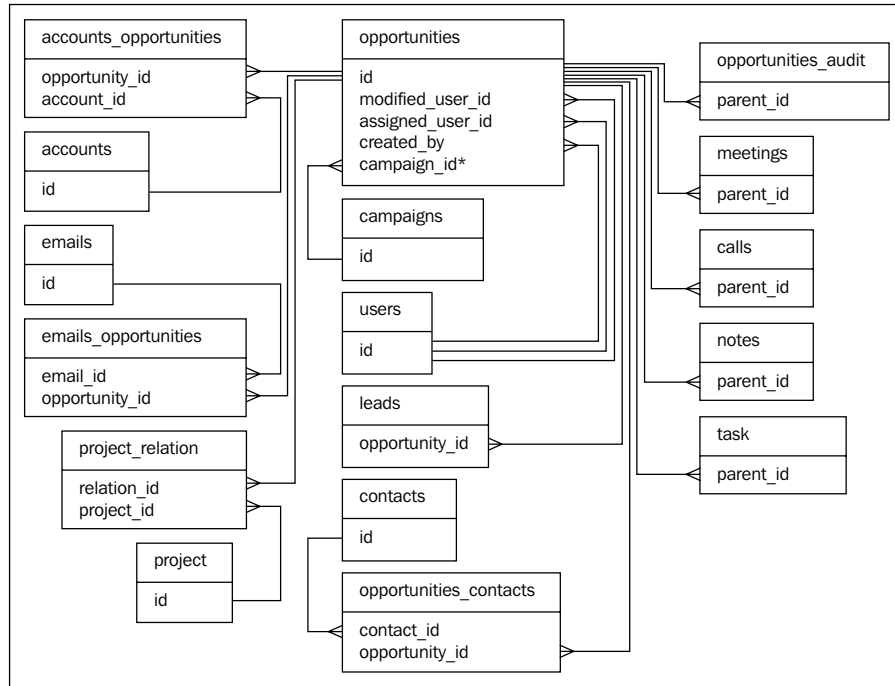 accounts_opportunities
opportunity_id
account_id
accounts
id
emails
id
emails_opportunities
email_id
opportunity_id
project_relation
relation_id
project_id
project
id
opportunities
id
modified_user_id
assigned_user_id
created_by
campaign_id*
campaigns
id
users
id
leads
opportunity_id
contacts
id
opportunities_contacts
contact_id
opportunity_id
opportunities_audit
parent_id
meetings
parent_id
calls
parent_id
notes
parent_id
task
parent_id